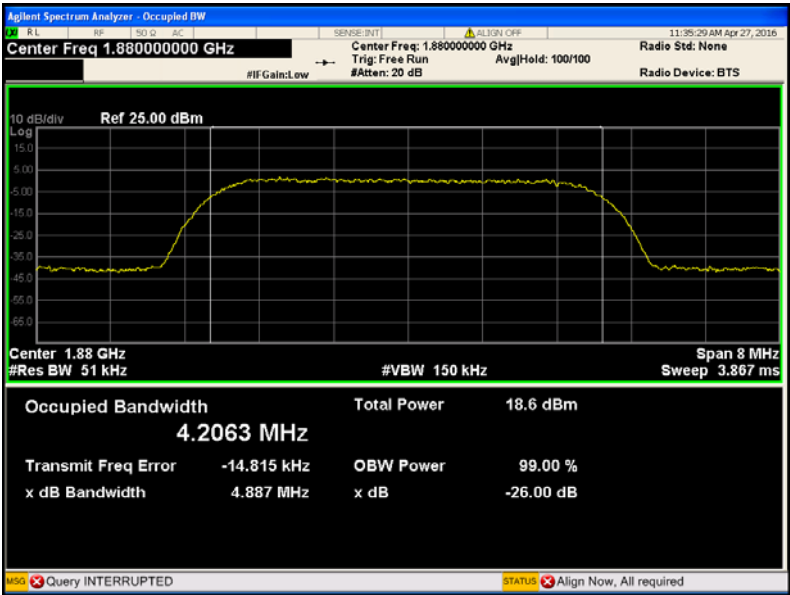 Agilent Spectrum Analyzer - Occupied BW
LXI RL RF 50 Ω AC SENSE:INT ALIGN OFF 11:35:29 AM Apr 27, 2016
Center Freq 1.880000000 GHz Center Freq: 1.880000000 GHz Radio Std: None
Trig: Free Run Avg|Hold: 100/100
#IFGain:Low #Atten: 20 dB Radio Device: BTS
10 dB/div Ref 25.00 dBm
Log
15.0
5.00
-5.00
-15.0
-25.0
-35.0
-45.0
-55.0
-65.0
Center 1.88 GHz Span 8 MHz
#Res BW 51 kHz #VBW 150 kHz Sweep 3.867 ms
Occupied Bandwidth Total Power 18.6 dBm
4.2063 MHz
Transmit Freq Error -14.815 kHz OBW Power 99.00 %
x dB Bandwidth 4.887 MHz x dB -26.00 dB
MSG Query INTERRUPTED STATUS Align Now, All required